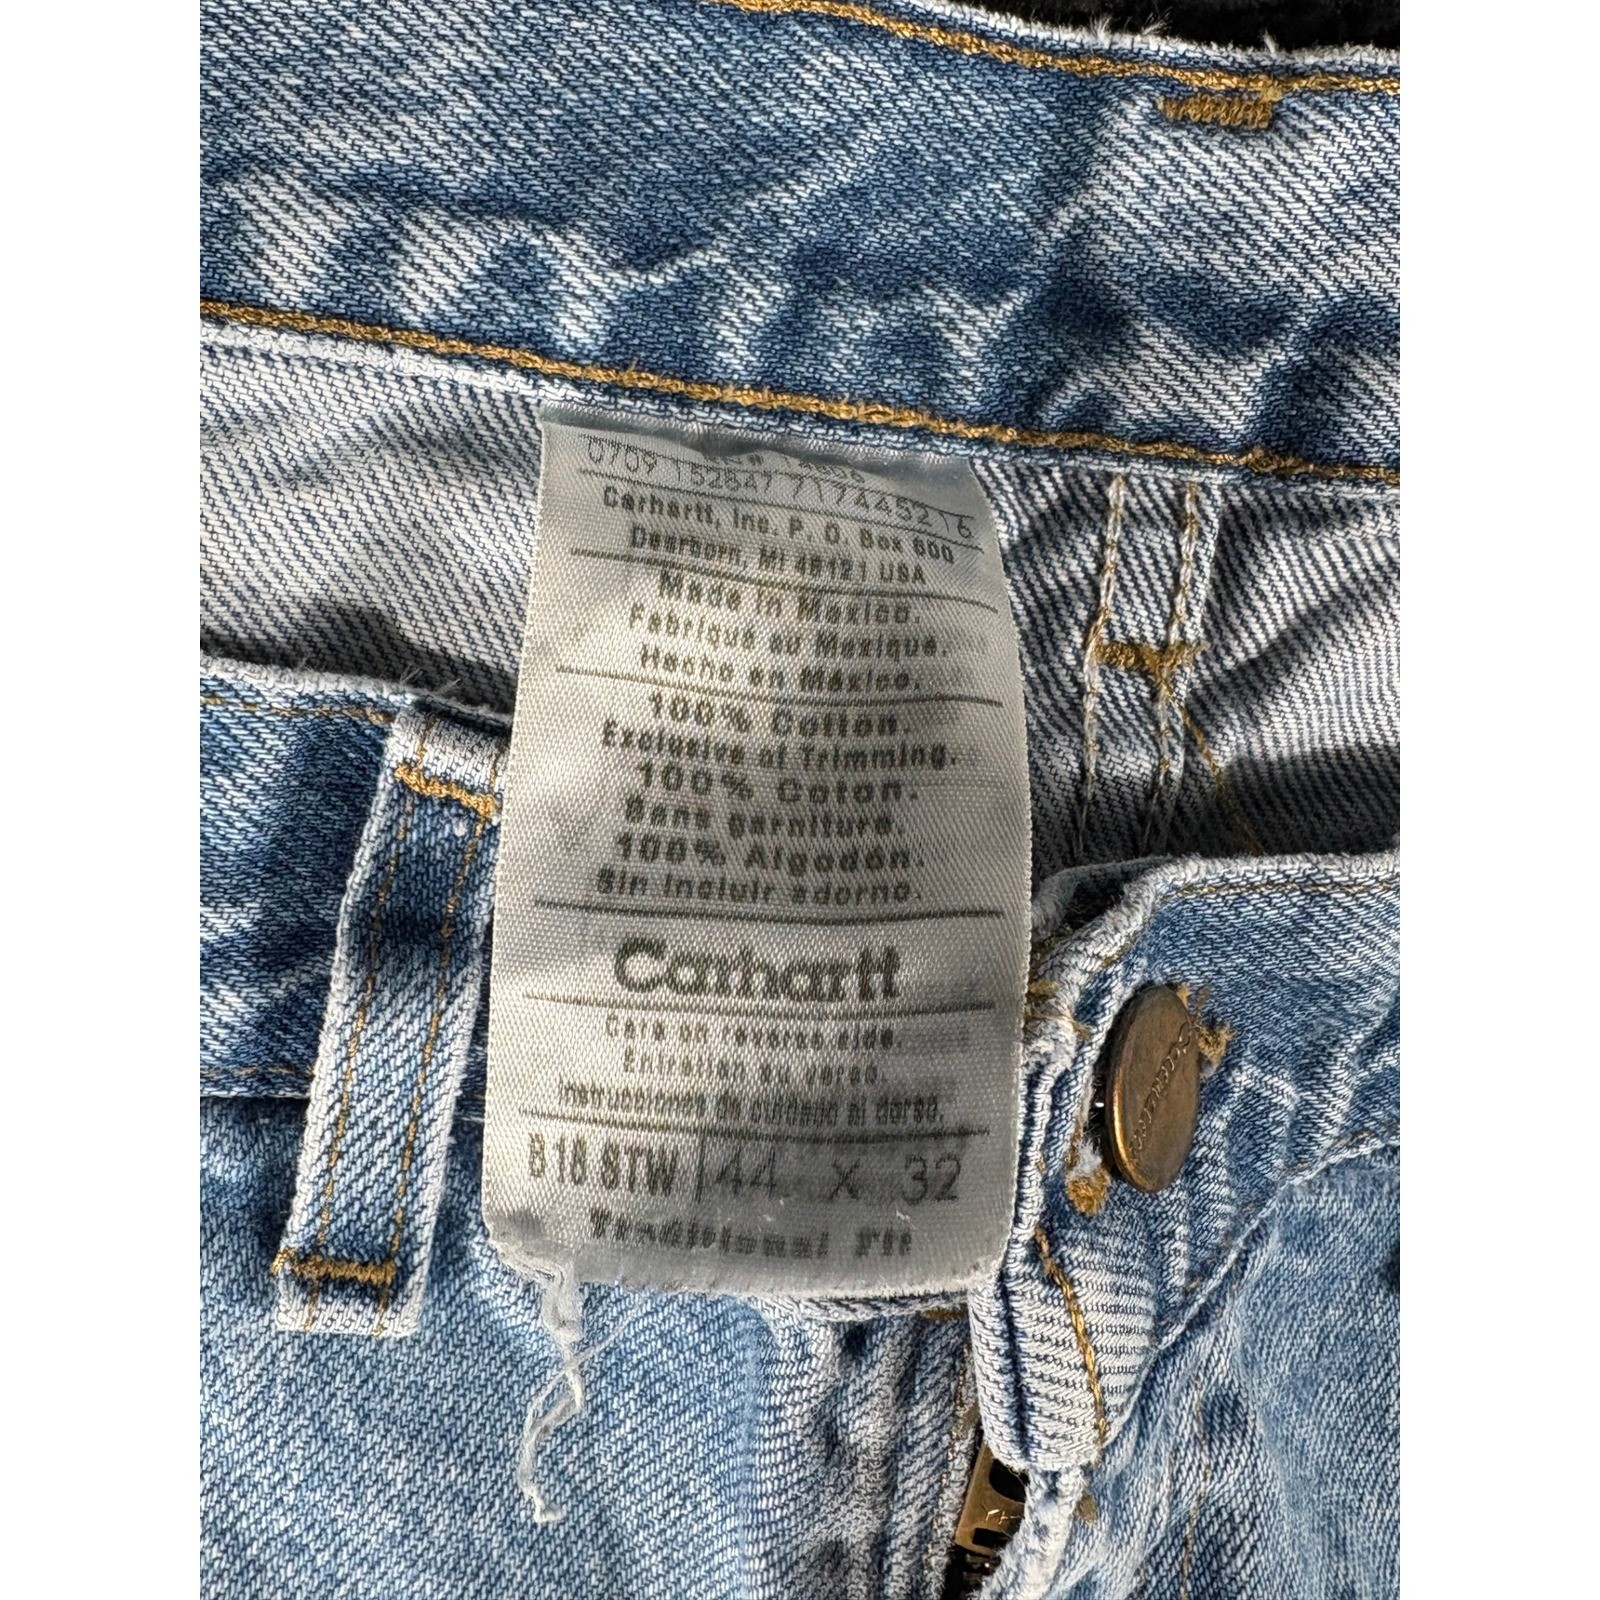 0709 152847 7174452 16
Carhartt, Inc. P. O. Box 600
Dearborn, MI 48121 USA
Made in Mexico.
Fabriqué au Mexique.
Hecho en México.
100% Cotton.
Exclusive of Trimming.
100% Coton.
Sans garniture.
100% Algodón.
Sin incluir adorno.
Carhartt
Care on reverse side.
Entretien au verso.
Instrucciones de cuidado al dorso.
B18 STW 44 x 32
Traditional Fit